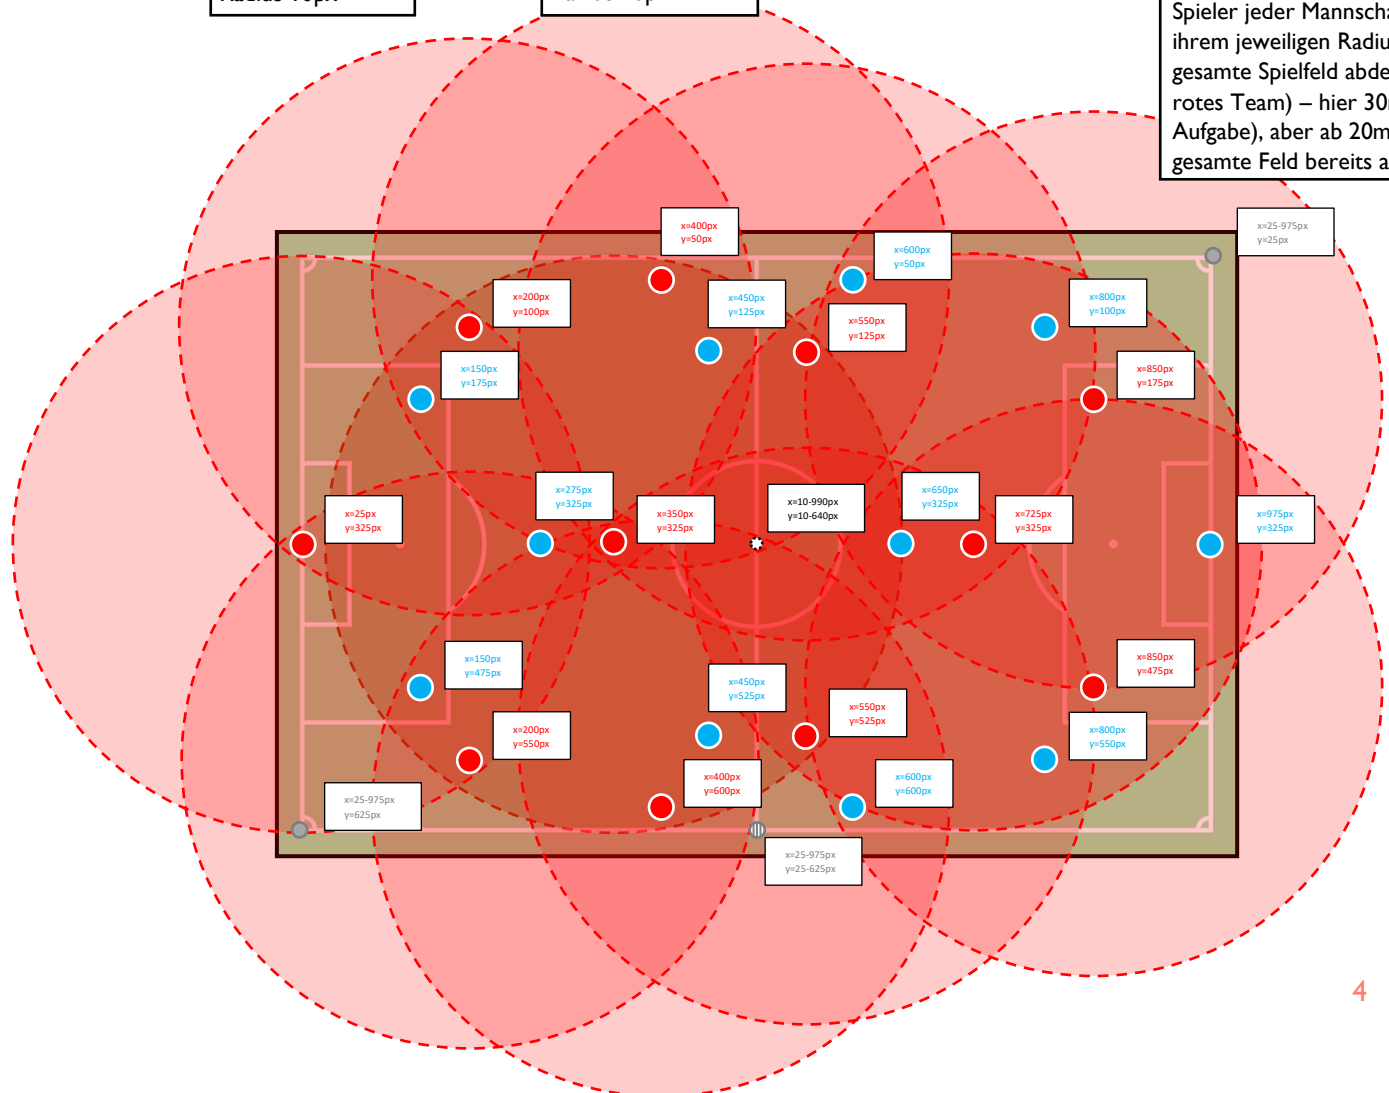 Spieler jeder Mannscha
ihrem jeweiligen Radiu
gesamte Spielfeld abde
rotes Team) – hier 30
Aufgabe), aber ab 20m
gesamte Feld bereits a
x=400px
y=50px
x=25-975px
y=25px
x=600px
y=50px
x=200px
y=100px
x=450px
y=125px
x=800px
y=100px
x=550px
y=125px
x=150px
y=175px
x=850px
y=175px
x=275px
y=325px
x=650px
y=325px
x=10-990px
y=10-640px
x=25px
y=325px
x=350px
y=325px
x=725px
y=325px
x=975px
y=325px
x=150px
y=475px
x=850px
y=475px
x=450px
y=525px
x=550px
y=525px
x=200px
y=550px
x=800px
y=550px
x=400px
y=600px
x=600px
y=600px
x=25-975px
y=625px
x=25-975px
y=25-625px
4